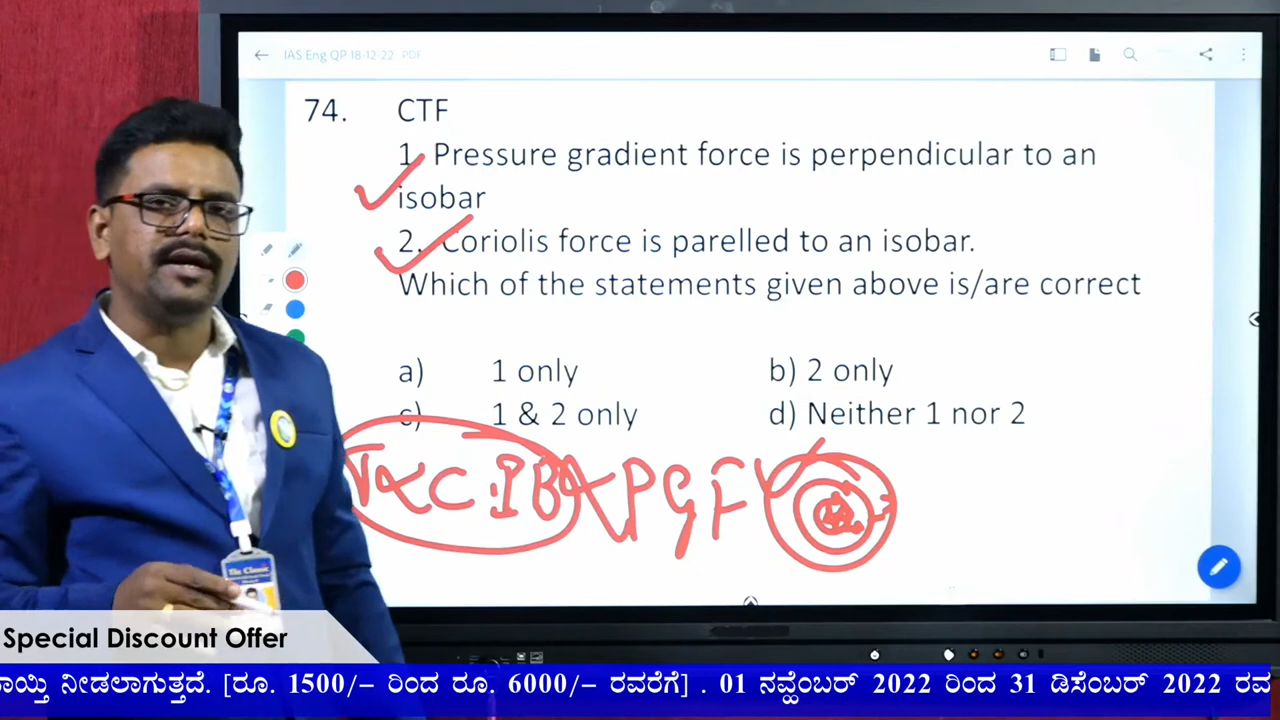 IAS Eng QP 18-12-22 PDF
74. CTF
1. Pressure gradient force is perpendicular to an
isobar
2. Coriolis force is parelled to an isobar.
Which of the statements given above is/are correct
a) 1 only b) 2 only
c) 1 & 2 only d) Neither 1 nor 2
PGF
The Classic
Special Discount Offer
ನೀಡಲಾಗುತ್ತದೆ. [ರೂ. 1500/– ರಿಂದ ರೂ. 6000/– ರವರೆಗೆ] . 01 ನವ್ಹೆಂಬರ್ 2022 ರಿಂದ 31 ಡಿಸೆಂಬರ್ 2022 ರವ